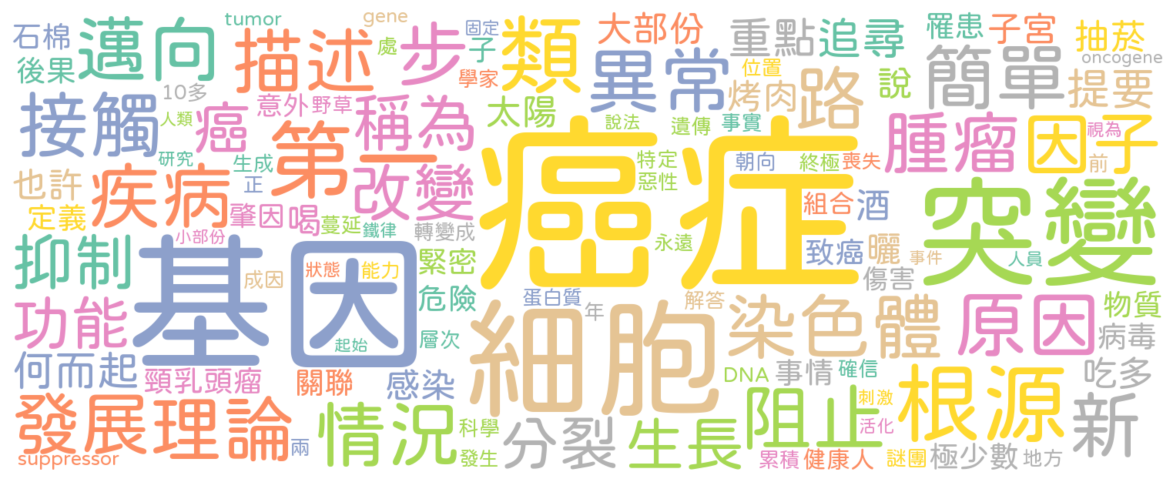 石棉
邁向
tumor
描述
處
步
gene
固定
子
學家
類
大部份
異常
重點
追尋
罹患
子宮
抽菸
oncogene
後果
10多
位置
烤肉
路
說
簡單
提要
接觸
人類
癌
意外
野草
稱為
太陽
說法
遺傳
事實
腫瘤
因子
視為
前
研究
生成
正
第一
改變
癌症
特定
惡性
朝向
終極
喪失
也許
疾病
定義
肇因
喝
蔓延
鐵律
轉變成
組合
酒
突變
抑制
小部份
基因
成因
狀態
能力
緊密
永遠
致癌
曬
事件
人員
傷害
功能
危險
蛋白質
年
細胞
解答
染色體
原因
物質
病毒
何而起
起始
層次
頸乳頭瘤
關聯
感染
DNA
事情
確信
吃多
發展理論
兩
情況
科學
發生
分裂
生長
阻止
刺激
活化
根源
新
suppressor
累積
健康人
謎團
極少數
地方